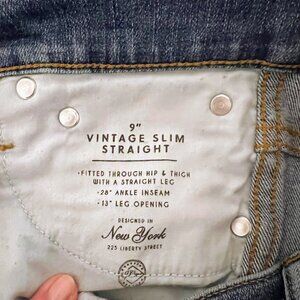 9"
VINTAGE SLIM
STRAIGHT
•FITTED THROUGH HIP & THIGH
WITH A STRAIGHT LEG
•28" ANKLE INSEAM
•13" LEG OPENING
DESIGNED IN
New York
225 LIBERTY STREET